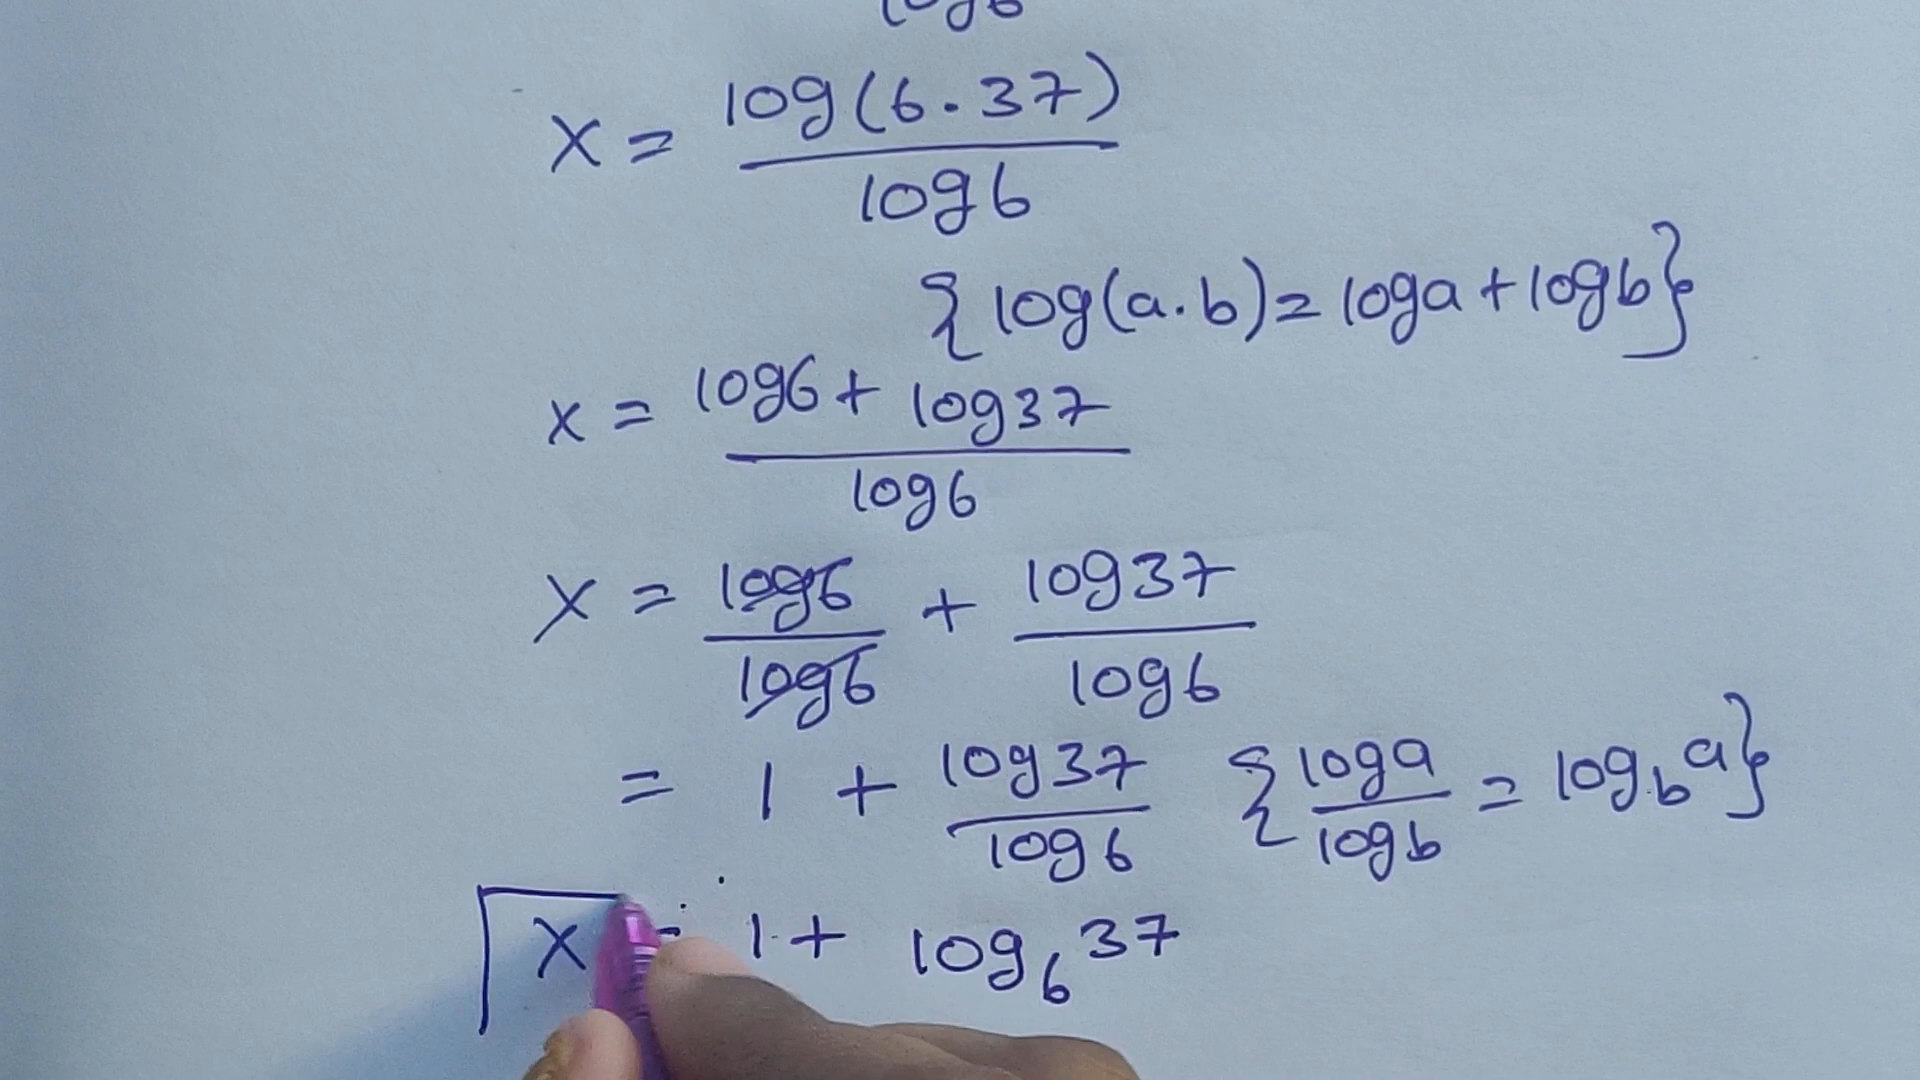 log6
x = log(6.37)
log6
{log(a.b)=loga+logb}
x = log6+ log37
log6
x = log6 + log37
log6 log6
= 1 + log37 {loga = log_b a}
log6 logb
x = 1+ log_6 37